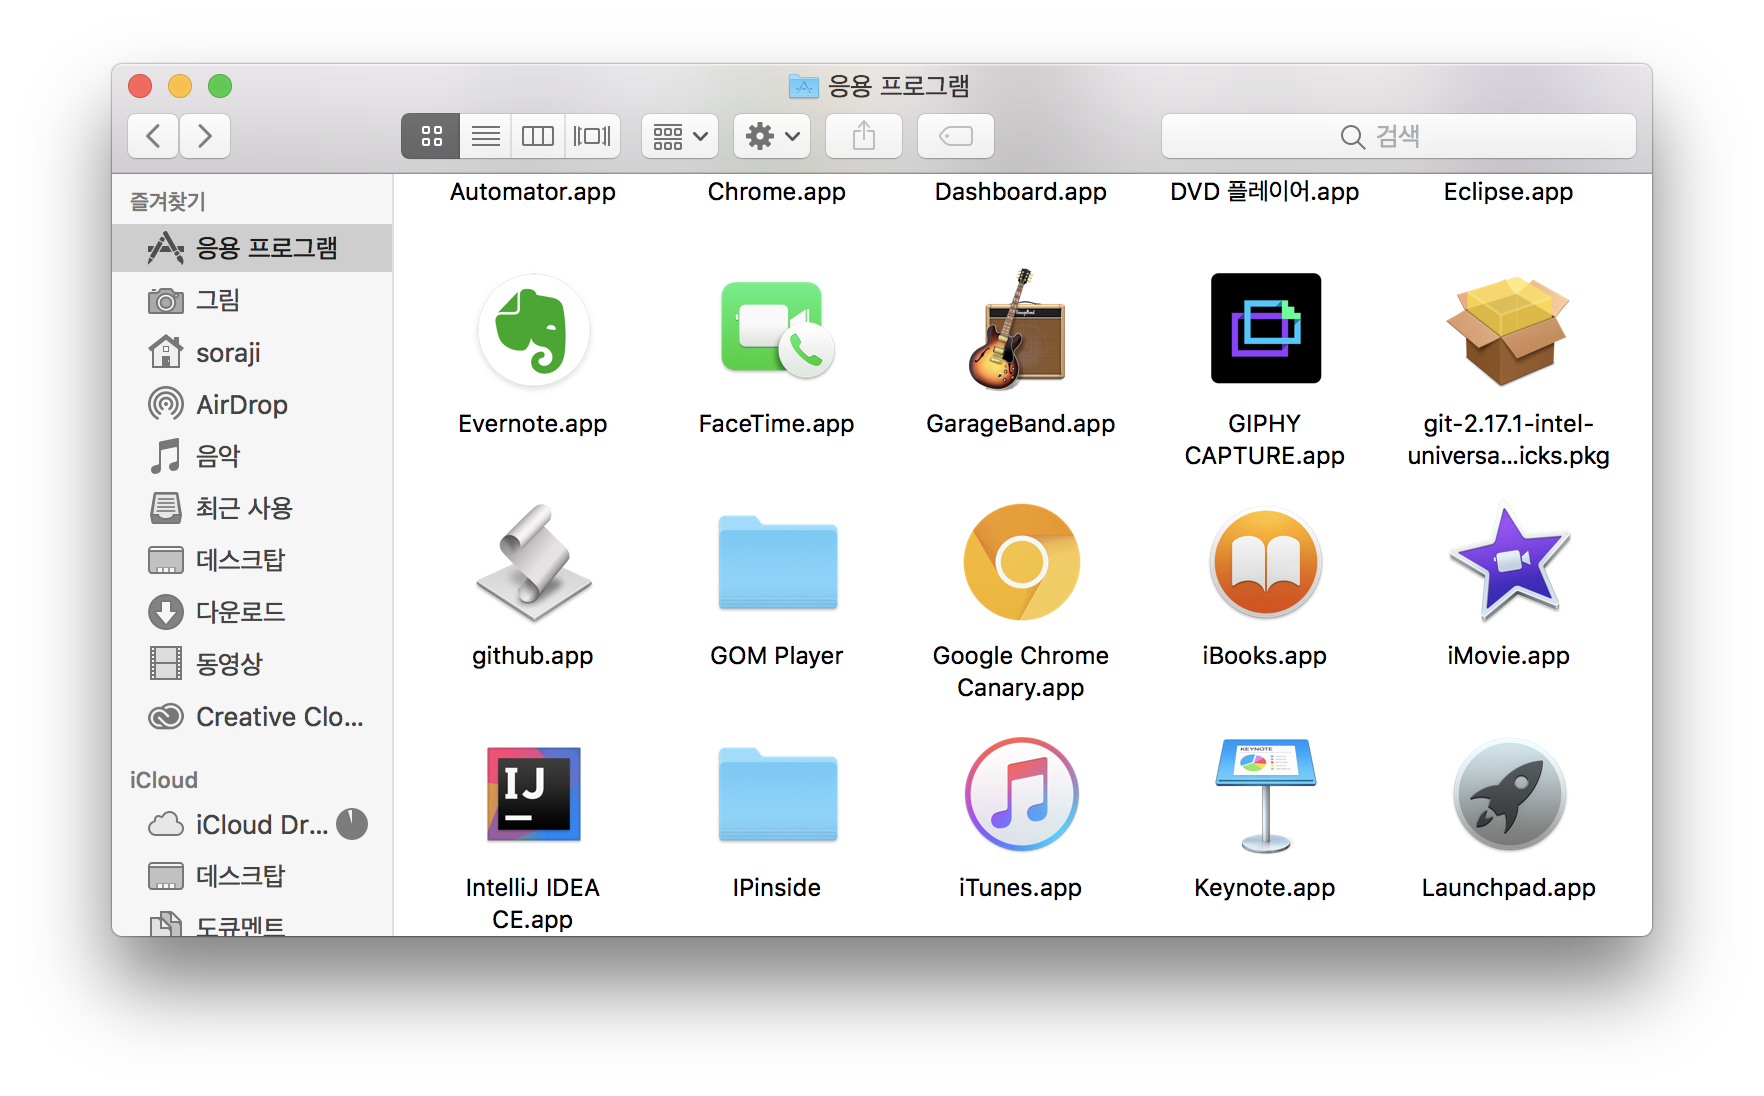 응용 프로그램
검색
즐겨찾기
응용 프로그램
그림
soraji
AirDrop
음악
최근 사용
데스크탑
다운로드
동영상
Creative Clo...
iCloud
iCloud Dr...
데스크탑
도큐멘트
Automator.app
Chrome.app
Dashboard.app
DVD 플레이어.app
Eclipse.app
Evernote.app
FaceTime.app
GarageBand.app
GIPHY
CAPTURE.app
git-2.17.1-intel-
universa...icks.pkg
github.app
GOM Player
Google Chrome
Canary.app
iBooks.app
iMovie.app
IJ
KEYNOTE
IntelliJ IDEA
CE.app
IPinside
iTunes.app
Keynote.app
Launchpad.app